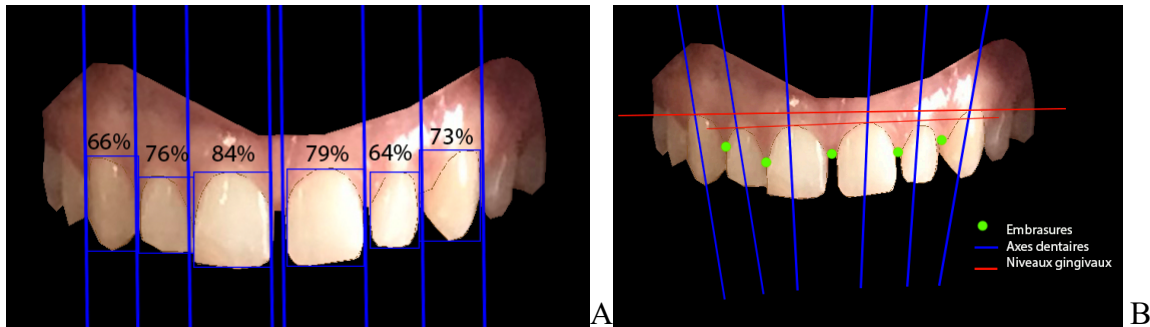 66% 76% 84% 79% 64% 73%
A
Embrasures
Axes dentaires
Niveaux gingivaux
B